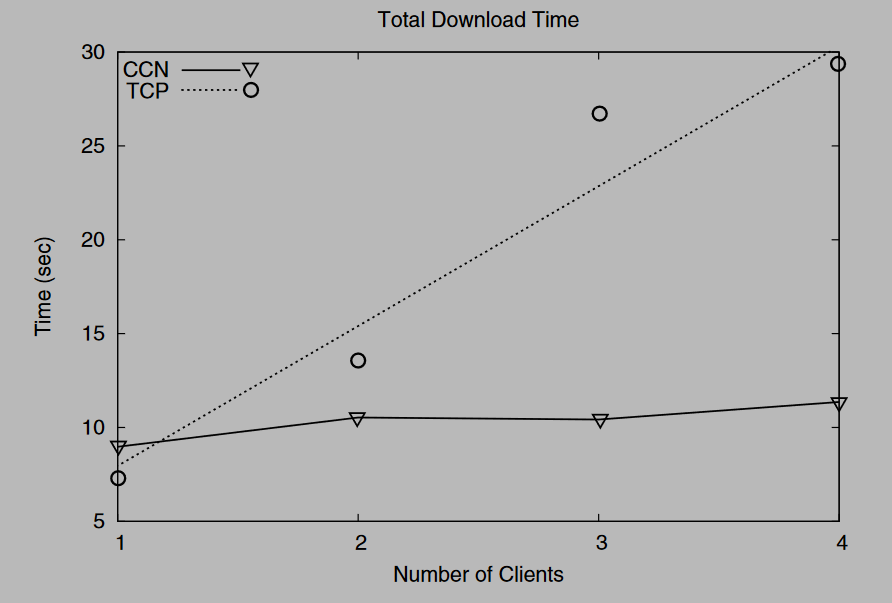 Total Download Time
30
CCN
TCP
25
20
Time (sec)
15
10
5
1 2 3 4
Number of Clients